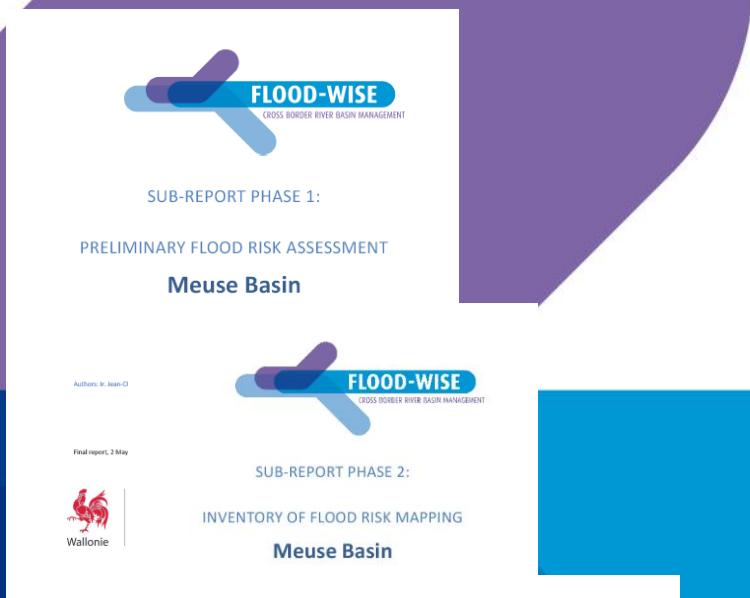 FLOOD-WISE
CROSS BORDER RIVER BASIN MANAGEMENT
SUB-REPORT PHASE 1:
PRELIMINARY FLOOD RISK ASSESSMENT
Meuse Basin
Authors: Ir. Jean-Cl
Final report, 2 May
Wallonie
FLOOD-WISE
CROSS BORDER RIVER BASIN MANAGEMENT
SUB-REPORT PHASE 2:
INVENTORY OF FLOOD RISK MAPPING
Meuse Basin